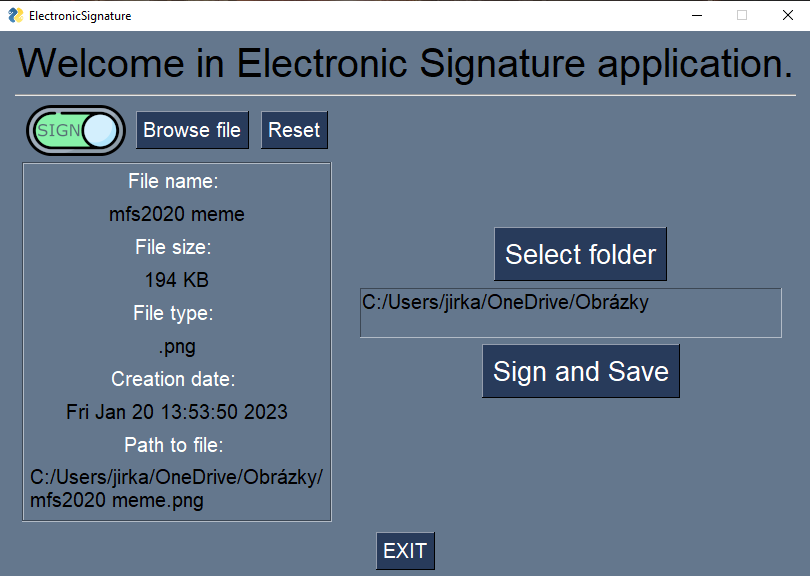 ElectronicSignature
Welcome in Electronic Signature application.
SIGN
Browse file
Reset
File name:
mfs2020 meme
File size:
194 KB
File type:
.png
Creation date:
Fri Jan 20 13:53:50 2023
Path to file:
C:/Users/jirka/OneDrive/Obrázky/
mfs2020 meme.png
Select folder
C:/Users/jirka/OneDrive/Obrázky
Sign and Save
EXIT